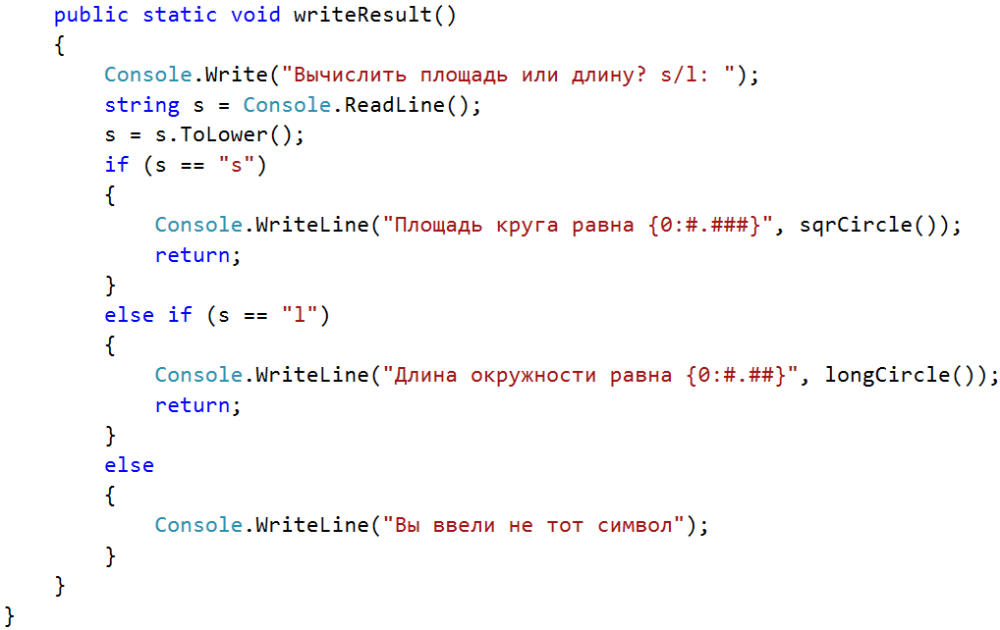 public static void writeResult()
{
Console.Write("Вычислить площадь или длину? s/l: ");
string s = Console.ReadLine();
s = s.ToLower();
if (s == "s")
{
Console.WriteLine("Площадь круга равна {0:#.###}", sqrCircle());
return;
}
else if (s == "l")
{
Console.WriteLine("Длина окружности равна {0:#.##}", longCircle());
return;
}
else
{
Console.WriteLine("Вы ввели не тот символ");
}
}
}